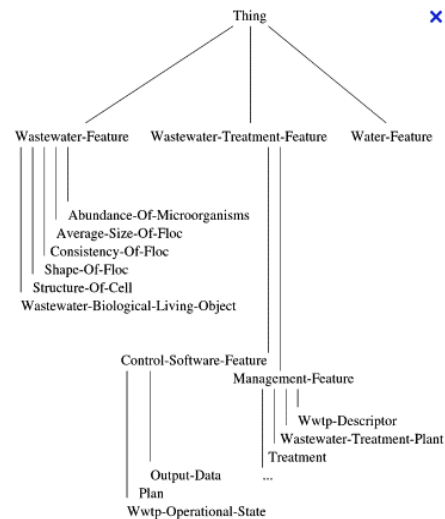 Thing
Wastewater-Feature Wastewater-Treatment-Feature Water-Feature
Abundance-Of-Microorganisms
Average-Size-Of-Floc
Consistency-Of-Floc
Shape-Of-Floc
Structure-Of-Cell
Wastewater-Biological-Living-Object
Control-Software-Feature
Management-Feature
Wwtp-Descriptor
Wastewater-Treatment-Plant
Treatment
Output-Data ...
Plan
Wwtp-Operational-State